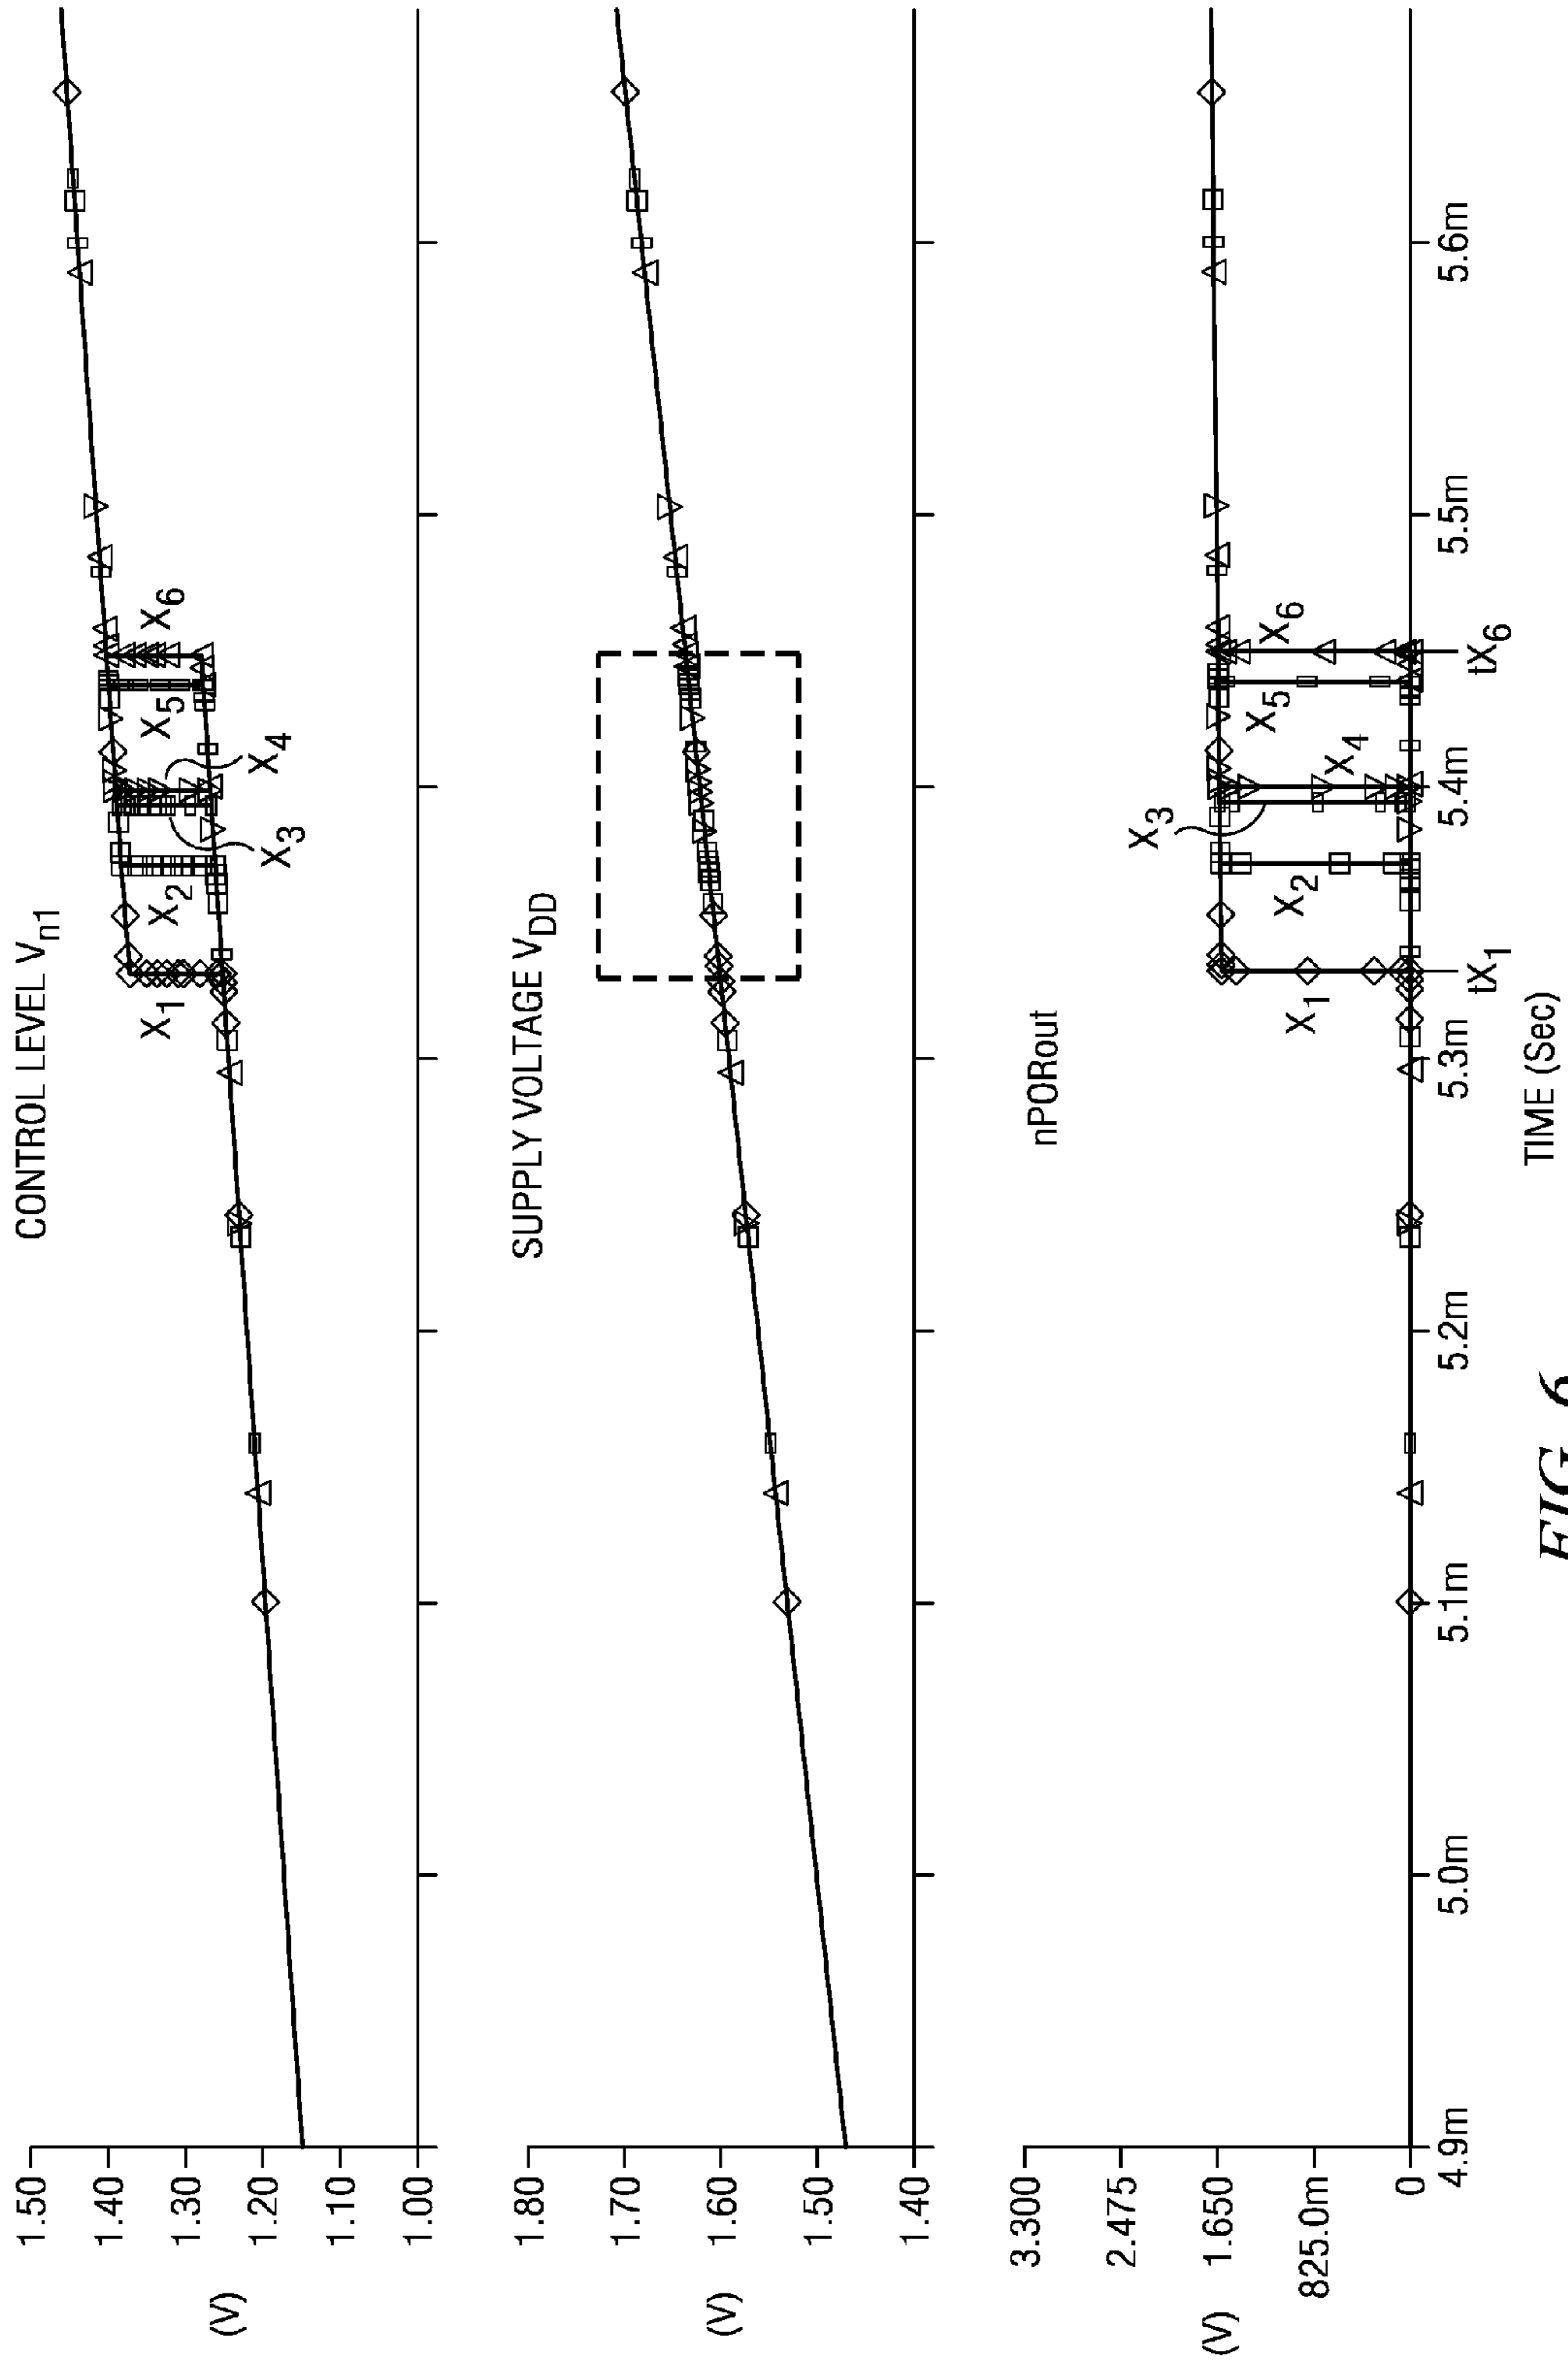 CONTROL LEVEL Vn1
1.50
1.40
1.30
1.20
1.10
1.00
(V)
X1
X2
X3
X4
X5
X6
SUPPLY VOLTAGE VDD
1.80
1.70
1.60
1.50
1.40
(V)
nPORout
3.300
2.475
1.650
825.0m
0
(V)
X1
X2
X3
X4
X5
X6
4.9m
5.0m
5.1m
5.2m
5.3m
5.4m
5.5m
5.6m
tX1
tX6
TIME (Sec)
FIG. 6